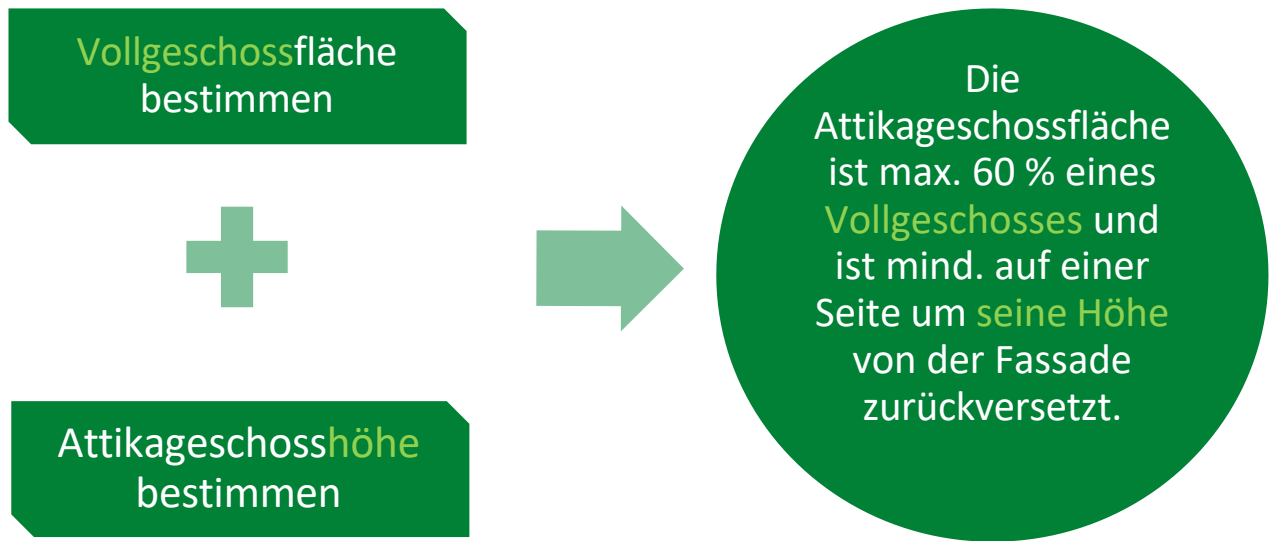 Vollgeschossfläche
bestimmen
Attikageschosshöhe
bestimmen
Die
Attikageschossfläche
ist max. 60 % eines
Vollgeschosses und
ist mind. auf einer
Seite um seine Höhe
von der Fassade
zurückversetzt.